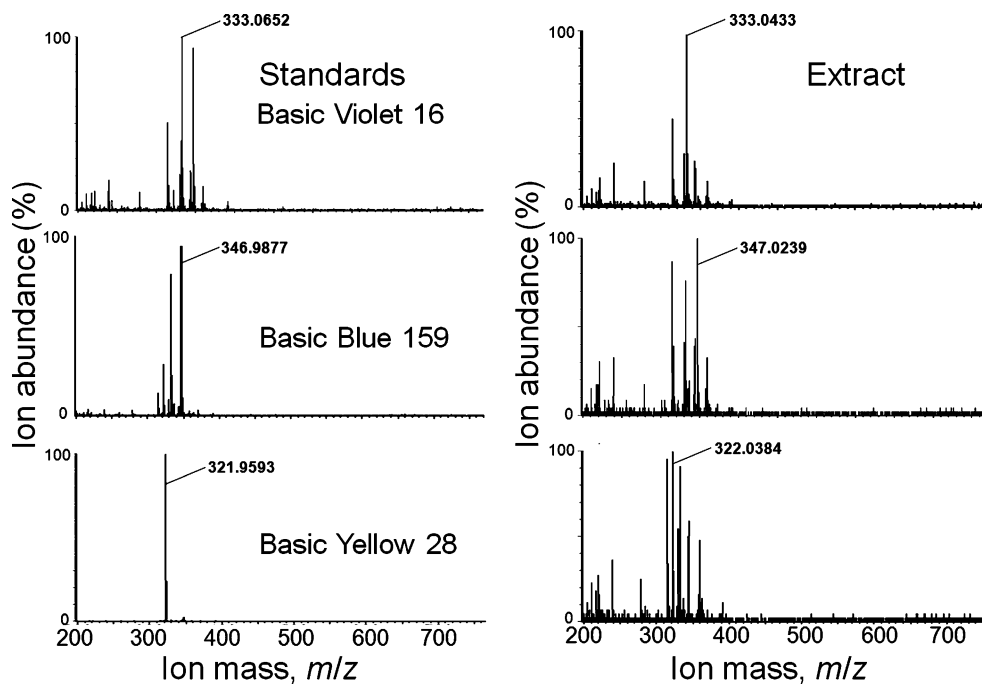 333.0652
100
Standards
Basic Violet 16
0
346.9877
100
Basic Blue 159
0
321.9593
100
Basic Yellow 28
0
200 300 400 500 600 700
Ion mass, m/z
Ion abundance (%)
333.0433
100
Extract
0
347.0239
100
0
322.0384
100
0
200 300 400 500 600 700
Ion mass, m/z
Ion abundance (%)